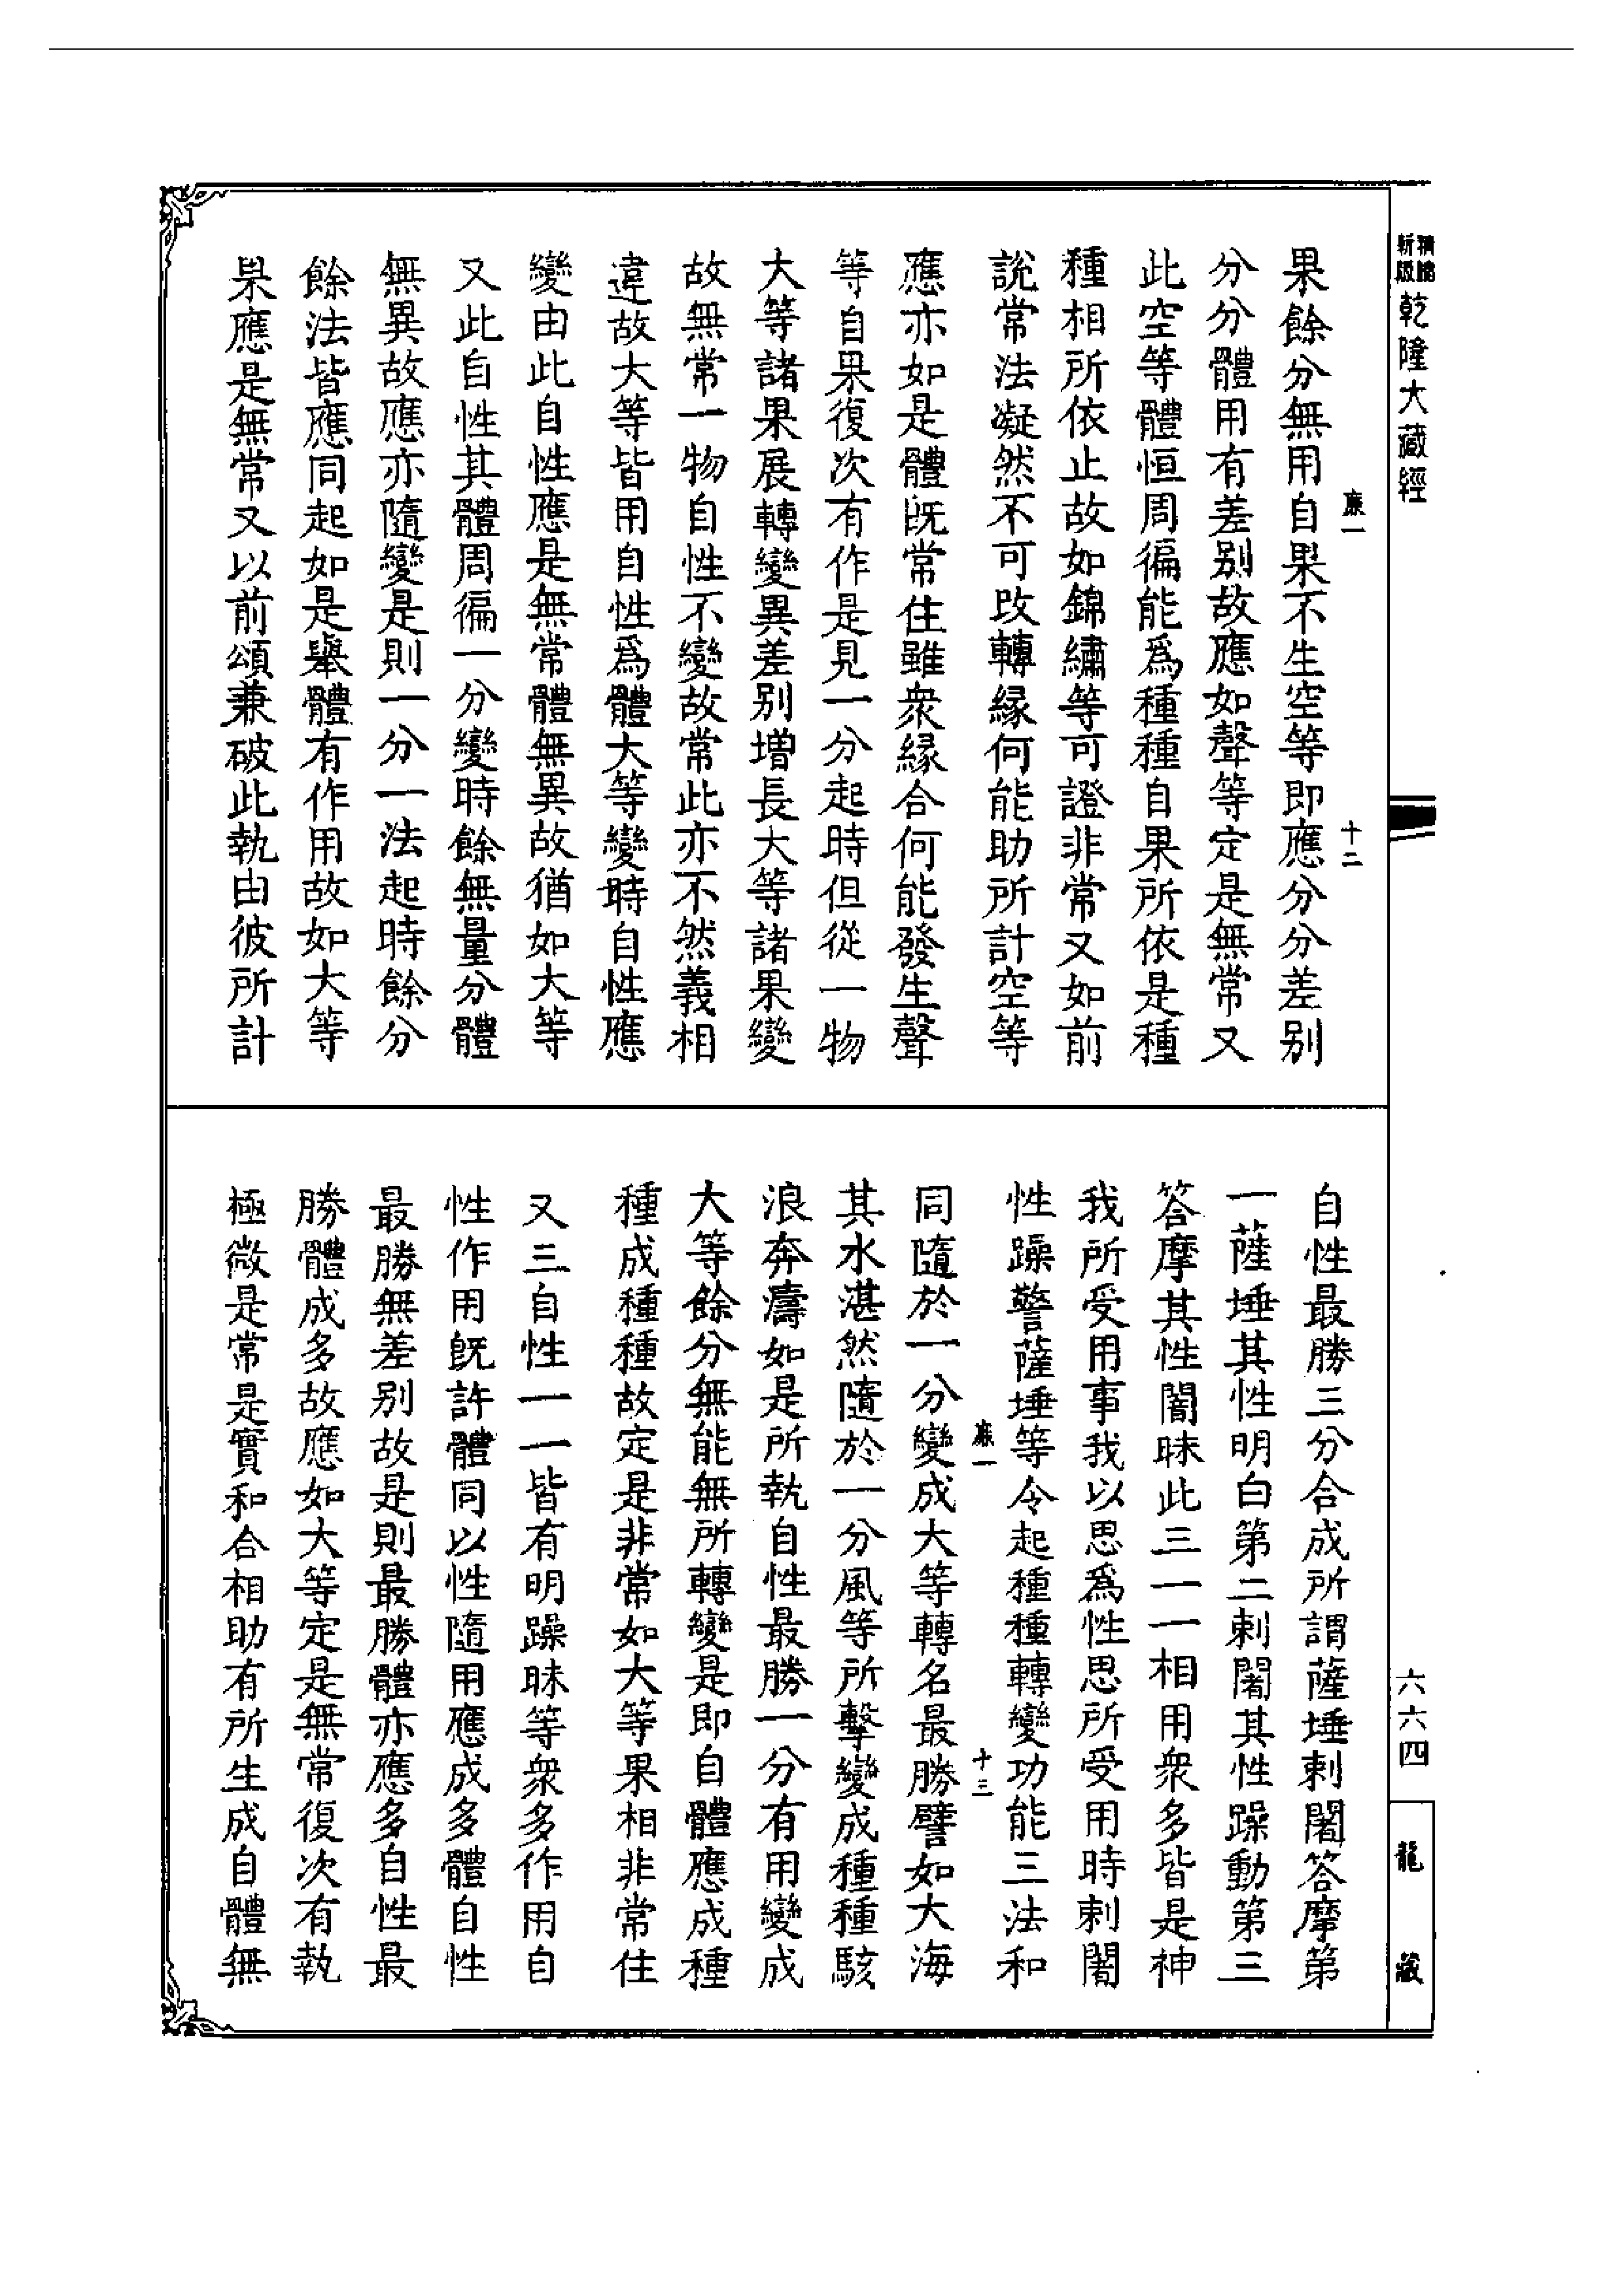 精縮新版乾隆大藏經
廉一　十二
果餘分無用自果不生空等即應分分差别
分分體用有差别故應如聲等定是無常又
此空等體恒周徧能爲種種自果所依是種
種相所依止故如錦繡等可證非常又如前
說常法凝然不可改轉縁何能助所計空等
應亦如是體旣常住雖衆縁合何能發生聲
等自果復次有作是見一分起時但從一物
大等諸果展轉變異差别增長大等諸果變
故無常一物自性不變故常此亦不然義相
違故大等皆用自性爲體大等變時自性應
變由此自性應是無常體無異故猶如大等
又此自性其體周徧一分變時餘無量分體
無異故應亦隨變是則一分一法起時餘分
餘法皆應同起如是舉體有作用故如大等
果應是無常又以前頌兼破此執由彼所計
自性最勝三分合成所謂薩埵剌闍答摩第
一薩埵其性明白第二剌闍其性躁動第三
答摩其性闇昧此三一一相用衆多皆是神
我所受用事我以思爲性思所受用時剌闍
性躁警薩埵等令起種種轉變功能三法和
廉一　十三
同隨於一分變成大等轉名最勝譬如大海
其水湛然隨於一分風等所擊變成種種駭
浪奔濤如是所執自性最勝一分有用變成
大等餘分無能無所轉變是即自體應成種
種成種種故定是非常如大等果相非常住
又三自性一一皆有明躁昧等衆多作用自
性作用旣許體同以性隨用應成多體自性
最勝無差别故是則最勝體亦應多自性最
勝體成多故應如大等定是無常復次有執
極微是常是實和合相助有所生成自體無
六六四
龍藏